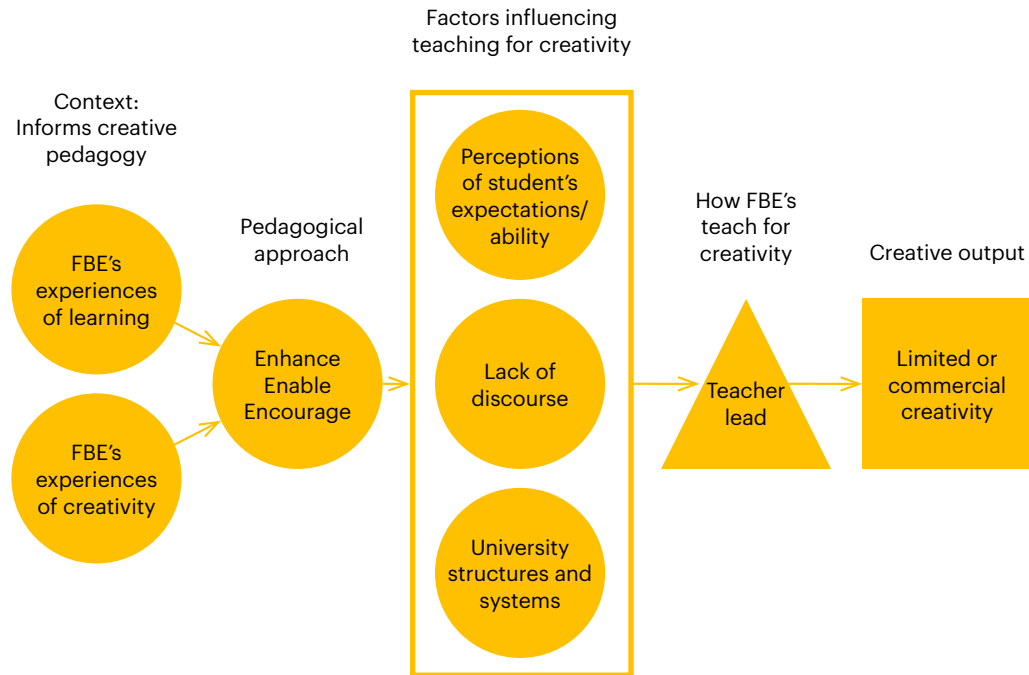 Factors influencing
teaching for creativity
Context:
Informs creative
pedagogy
FBE’s
experiences
of learning
FBE’s
experiences
of creativity
Pedagogical
approach
Enhance
Enable
Encourage
Perceptions
of student’s
expectations/
ability
Lack of
discourse
University
structures and
systems
How FBE’s
teach for
creativity
Teacher
lead
Creative output
Limited or
commercial
creativity